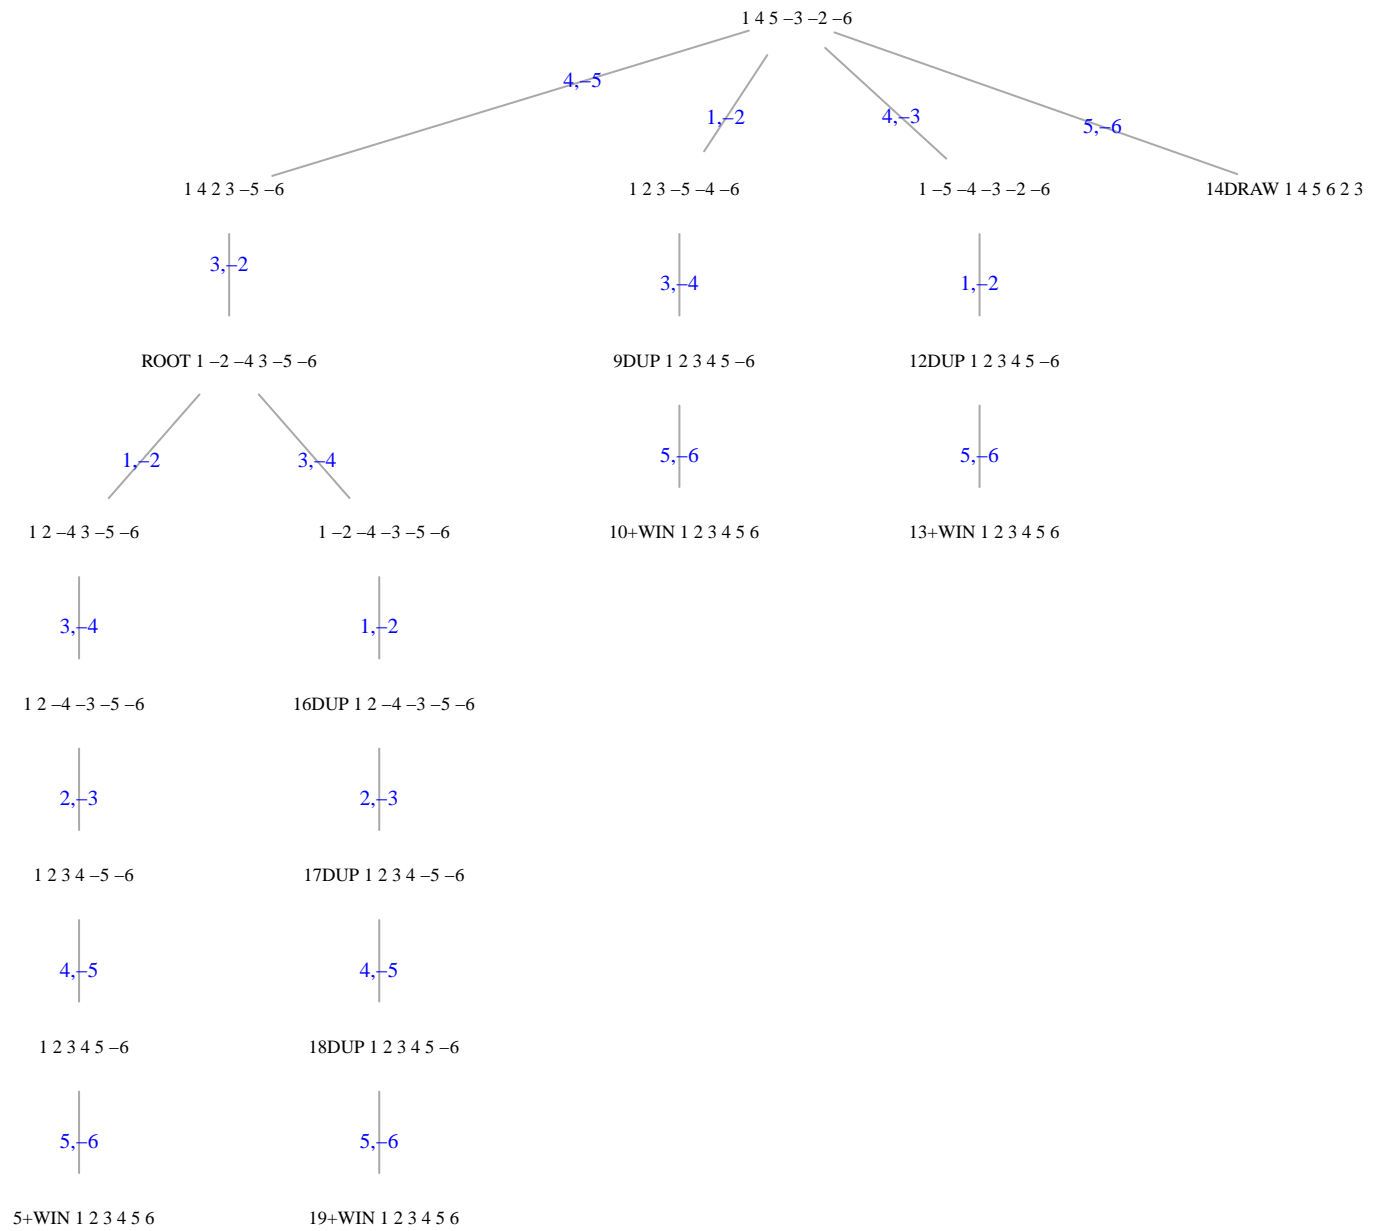 1 4 5 –3 –2 –6
4,–5
1,–2
4,–3
5,–6
1 4 2 3 –5 –6
1 2 3 –5 –4 –6
1 –5 –4 –3 –2 –6
14DRAW 1 4 5 6 2 3
3,–2
3,–4
1,–2
ROOT 1 –2 –4 3 –5 –6
9DUP 1 2 3 4 5 –6
12DUP 1 2 3 4 5 –6
1,–2
3,–4
5,–6
5,–6
1 2 –4 3 –5 –6
1 –2 –4 –3 –5 –6
10+WIN 1 2 3 4 5 6
13+WIN 1 2 3 4 5 6
3,–4
1,–2
1 2 –4 –3 –5 –6
16DUP 1 2 –4 –3 –5 –6
2,–3
2,–3
1 2 3 4 –5 –6
17DUP 1 2 3 4 –5 –6
4,–5
4,–5
1 2 3 4 5 –6
18DUP 1 2 3 4 5 –6
5,–6
5,–6
5+WIN 1 2 3 4 5 6
19+WIN 1 2 3 4 5 6